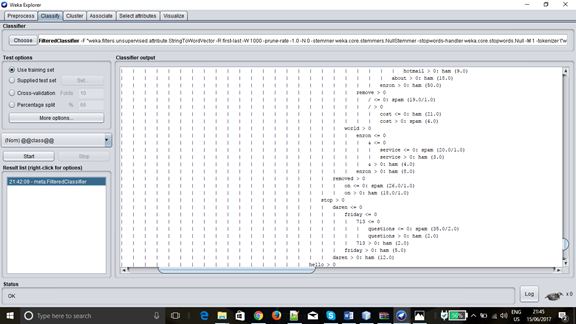 Weka Explorer
Preprocess Classify Cluster Associate Select attributes Visualize
Classifier
Choose FilteredClassifier -F "weka.filters.unsupervised.attribute.StringToWordVector -R first-last -W 1000 -prune-rate -1.0 -N 0 -stemmer weka.core.stemmers.NullStemmer -stopwords-handler weka.core.stopwords.Null -M 1 -tokenizer
Test options
Use training set
Supplied test set Set...
Cross-validation Folds 10
Percentage split % 66
More options...
(Nom) @@class@@
Start Stop
Result list (right-click for options)
21:42:09 - meta.FilteredClassifier
Classifier output
hotmail > 0: ham (9.0)
about > 0: ham (18.0)
enron > 0: ham (50.0)
remove > 0
/ <= 0: spam (19.0/1.0)
/ > 0
cost <= 0: ham (21.0)
cost > 0: spam (4.0)
world > 0
enron <= 0
a <= 0
service <= 0: spam (20.0/1.0)
service > 0: ham (3.0)
a > 0: ham (4.0)
enron > 0: ham (8.0)
removed > 0
on <= 0: spam (26.0/1.0)
on > 0: ham (18.0/1.0)
stop > 0
daren <= 0
friday <= 0
713 <= 0
questions <= 0: spam (35.0/2.0)
questions > 0: ham (2.0)
713 > 0: ham (2.0)
friday > 0: ham (5.0)
daren > 0: ham (12.0)
hello > 0
Status
OK
Log
x 0
Type here to search
96%
ENG
US
21:45
15/06/2017